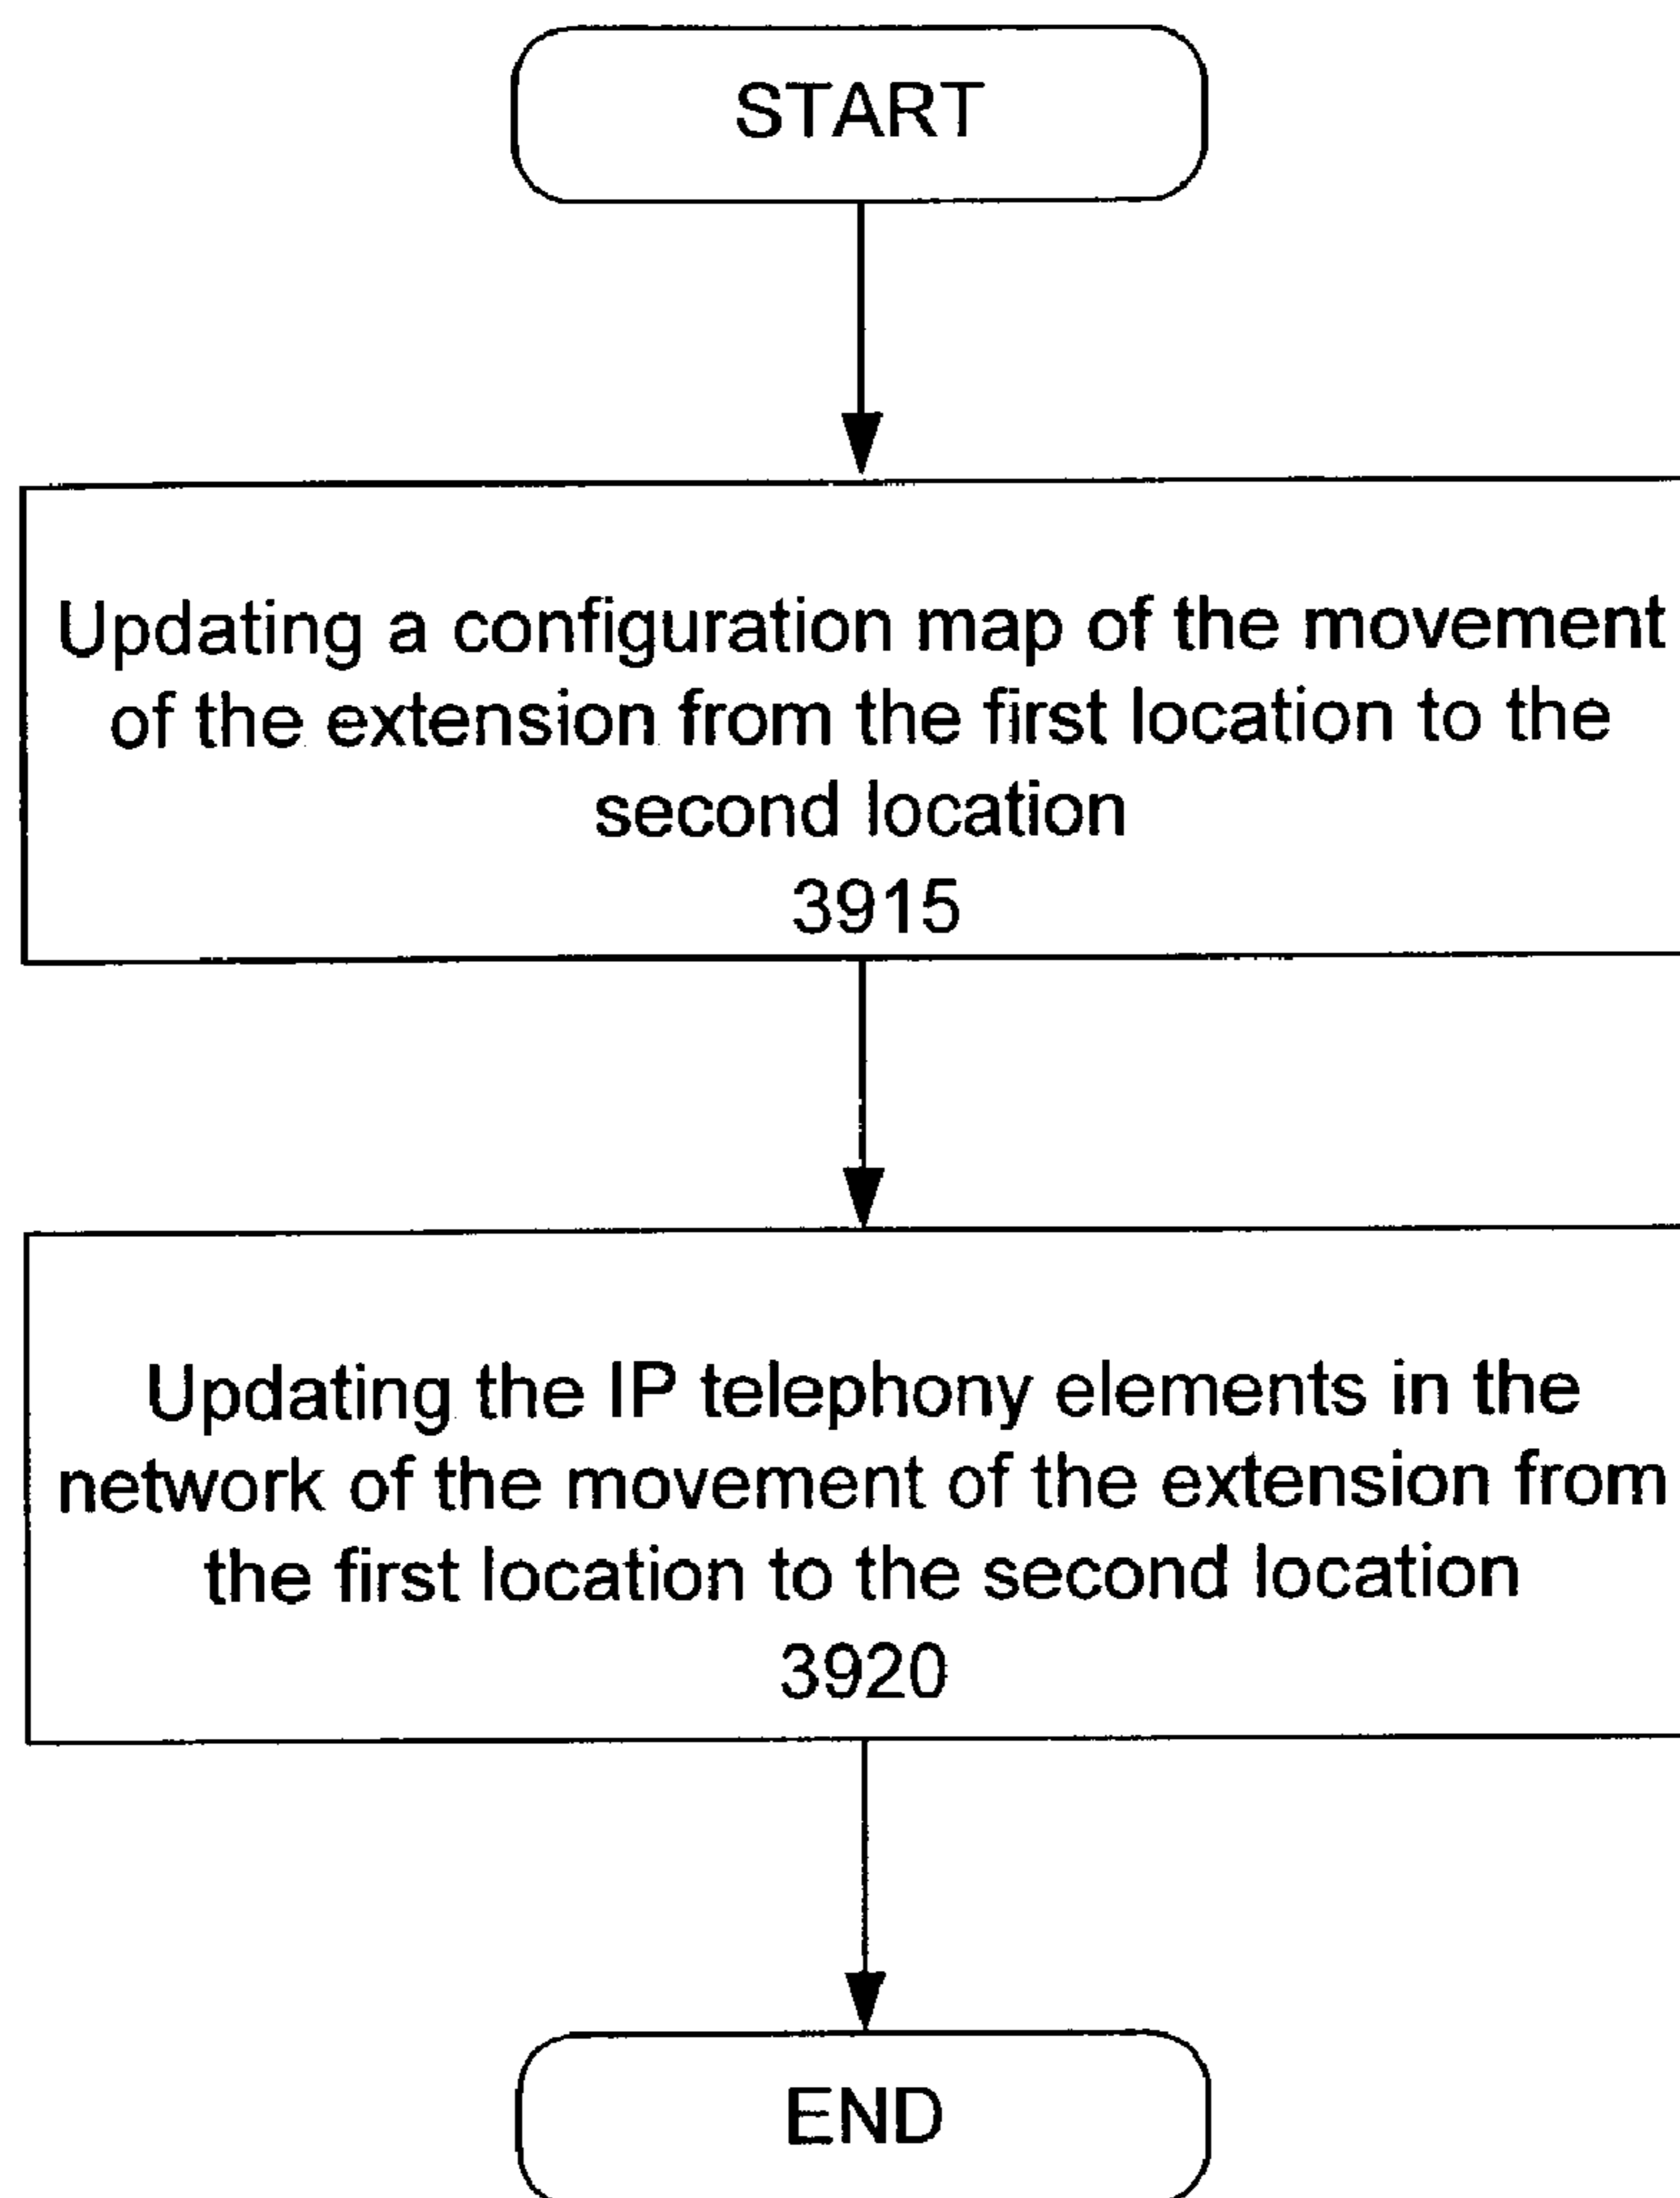 START
Updating a configuration map of the movement
of the extension from the first location to the
second location
3915
Updating the IP telephony elements in the
network of the movement of the extension from
the first location to the second location
3920
END